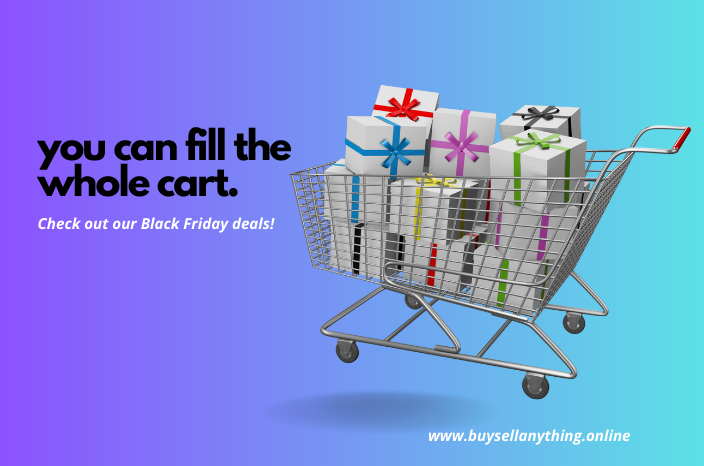 you can fill the
whole cart.
Check out our Black Friday deals!
www.buysellanything.online